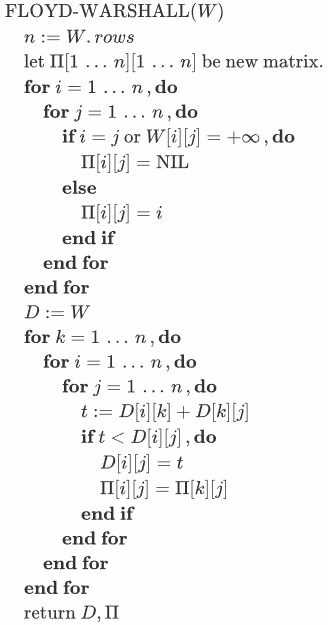 FLOYD-WARSHALL(W)
n := W.rows
let Π[1 … n][1 … n] be new matrix.
for i = 1 … n , do
for j = 1 … n , do
if i = j or W[i][j] = +∞ , do
Π[i][j] = NIL
else
Π[i][j] = i
end if
end for
end for
D := W
for k = 1 … n , do
for i = 1 … n , do
for j = 1 … n , do
t := D[i][k] + D[k][j]
if t < D[i][j] , do
D[i][j] = t
Π[i][j] = Π[k][j]
end if
end for
end for
end for
return D, Π